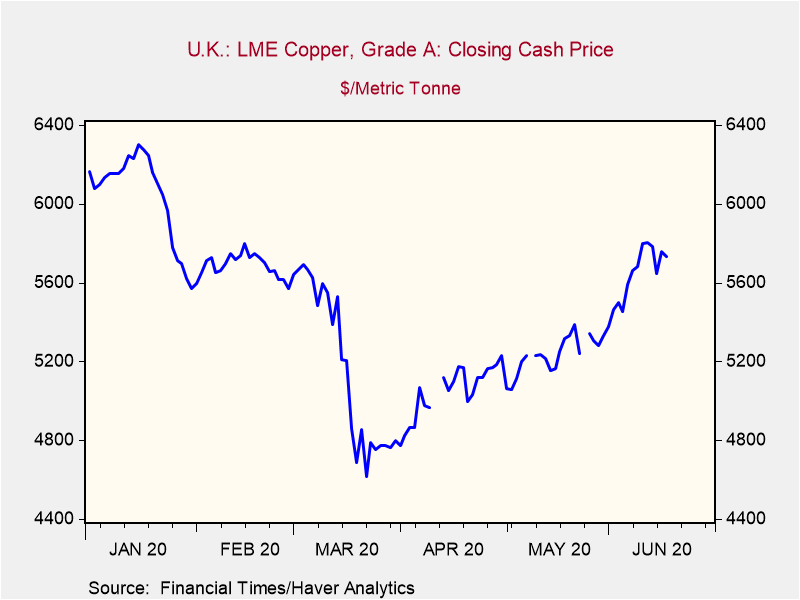 U.K.: LME Copper, Grade A: Closing Cash Price
$/Metric Tonne
6400 6400
6000 6000
5600 5600
5200 5200
4800 4800
4400 4400
JAN 20 FEB 20 MAR 20 APR 20 MAY 20 JUN 20
Source: Financial Times/Haver Analytics